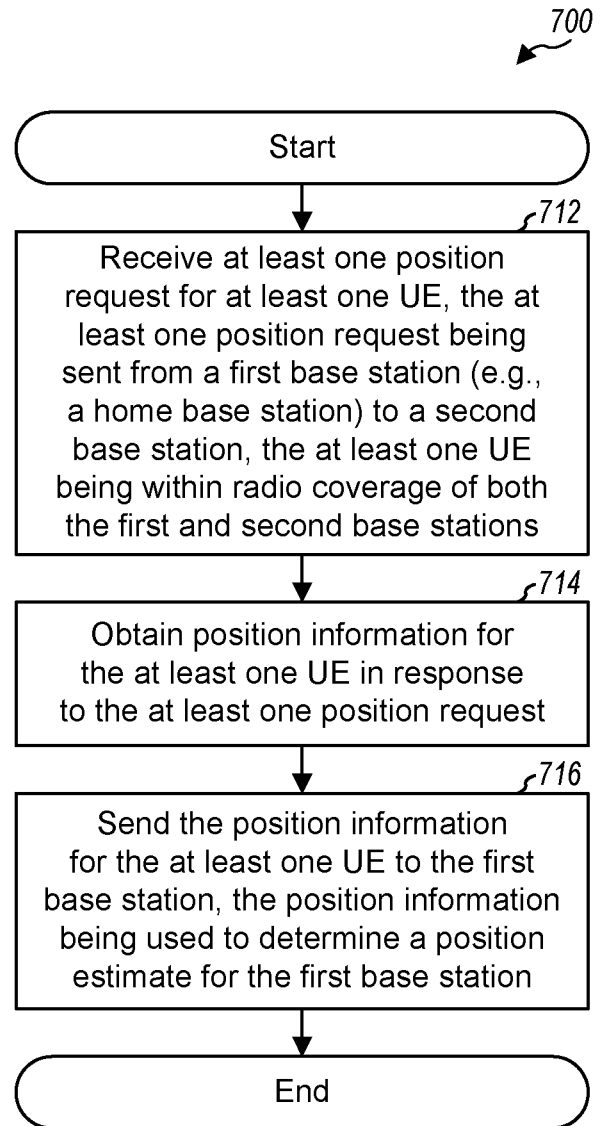 700
Start
712
Receive at least one position
request for at least one UE, the at
least one position request being
sent from a first base station (e.g.,
a home base station) to a second
base station, the at least one UE
being within radio coverage of both
the first and second base stations
714
Obtain position information for
the at least one UE in response
to the at least one position request
716
Send the position information
for the at least one UE to the first
base station, the position information
being used to determine a position
estimate for the first base station
End